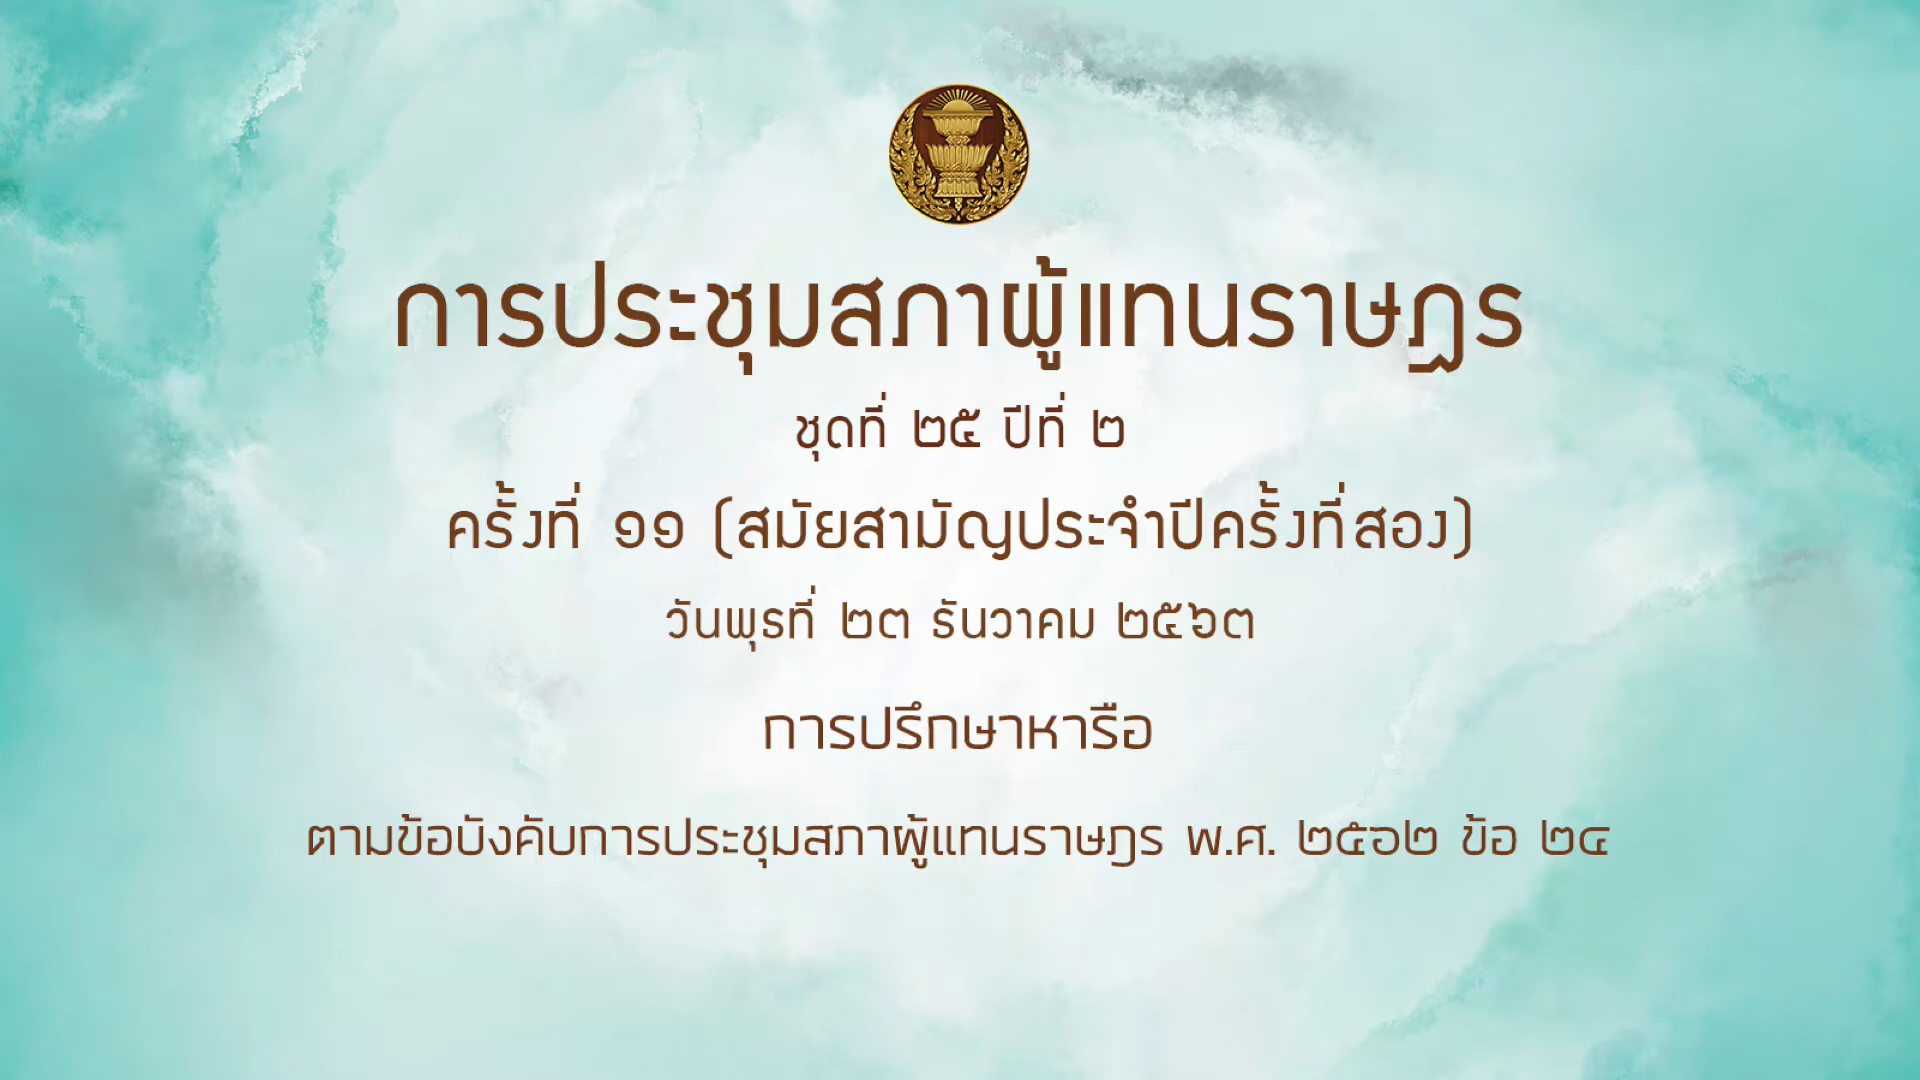 การประชุมสภาผู้แทนราษฎร
ชุดที่ ๒๕ ปีที่ ๒
ครั้งที่ ๑๑ (สมัยสามัญประจำปีครั้งที่สอง)
วันพุธที่ ๒๓ ธันวาคม ๒๕๖๓
การปรึกษาหารือ
ตามข้อบังคับการประชุมสภาผู้แทนราษฎร พ.ศ. ๒๕๖๒ ข้อ ๒๔